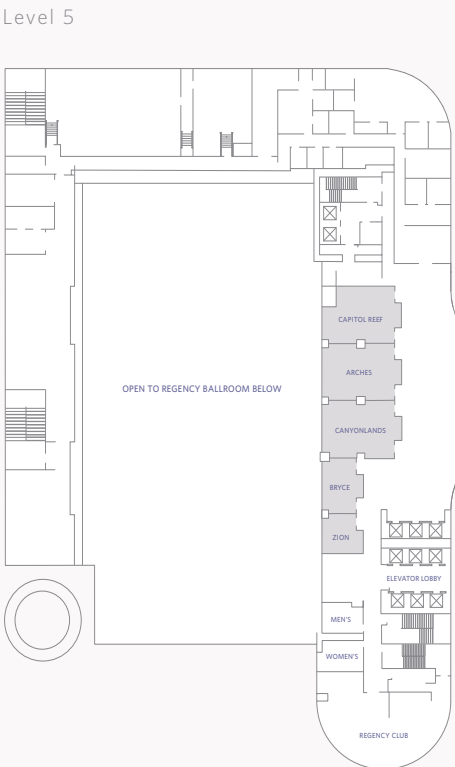 Level 5
CAPITOL REEF
ARCHES
OPEN TO REGENCY BALLROOM BELOW
CANYONLANDS
BRYCE
ZION
ELEVATOR LOBBY
MEN'S
WOMEN'S
REGENCY CLUB